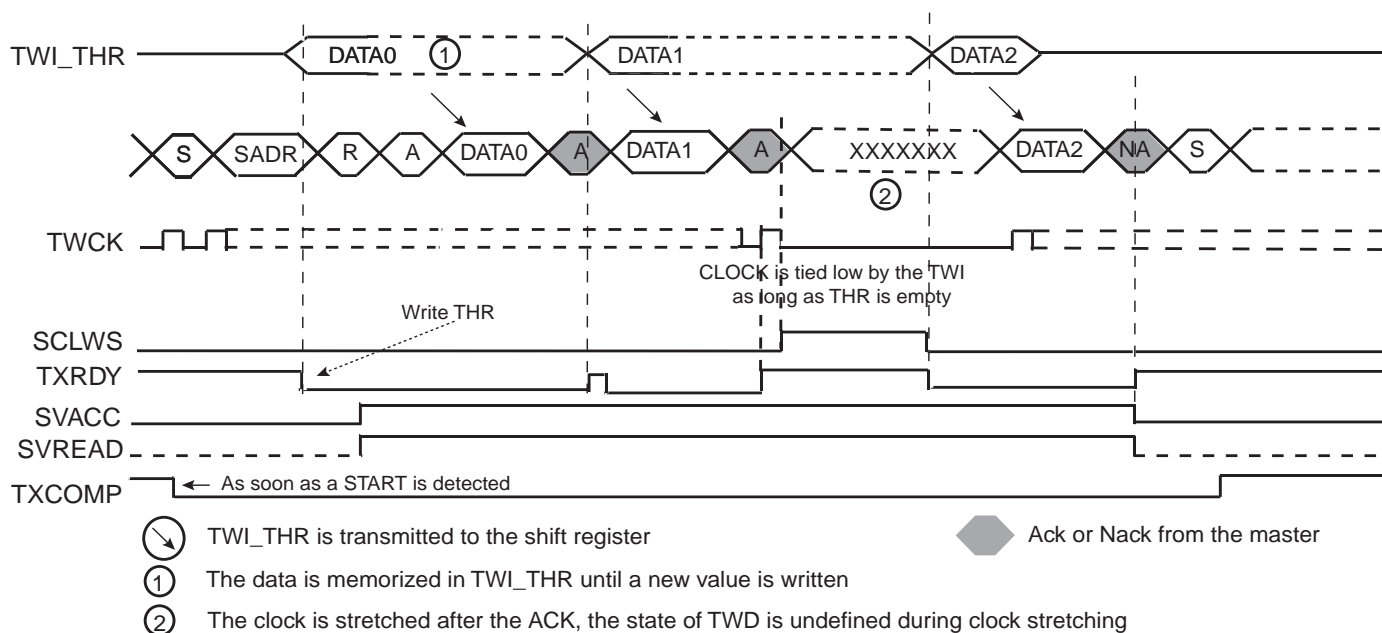 TWI_THR DATA0 1 DATA1 DATA2
S SADR R A DATA0 A DATA1 A XXXXXXX DATA2 NA S
2
TWCK
CLOCK is tied low by the TWI
as long as THR is empty
Write THR
SCLWS
TXRDY
SVACC
SVREAD
TXCOMP As soon as a START is detected
TWI_THR is transmitted to the shift register Ack or Nack from the master
1 The data is memorized in TWI_THR until a new value is written
2 The clock is stretched after the ACK, the state of TWD is undefined during clock stretching